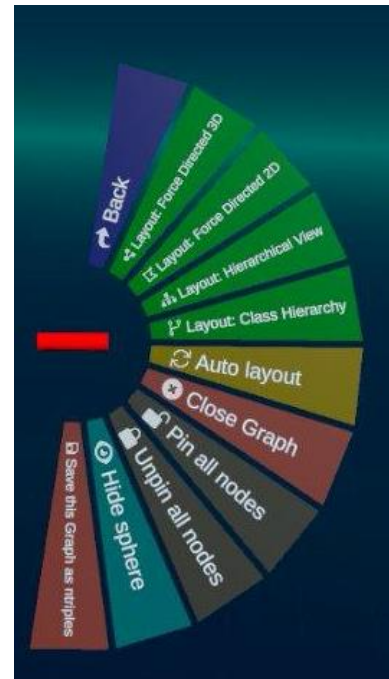 Back
Layout: Force Directed 3D
Layout: Force Directed 2D
Layout: Hierarchical View
Layout: Class Hierarchy
Auto layout
Close Graph
Pin all nodes
Unpin all nodes
Hide sphere
Save this Graph as ntriples